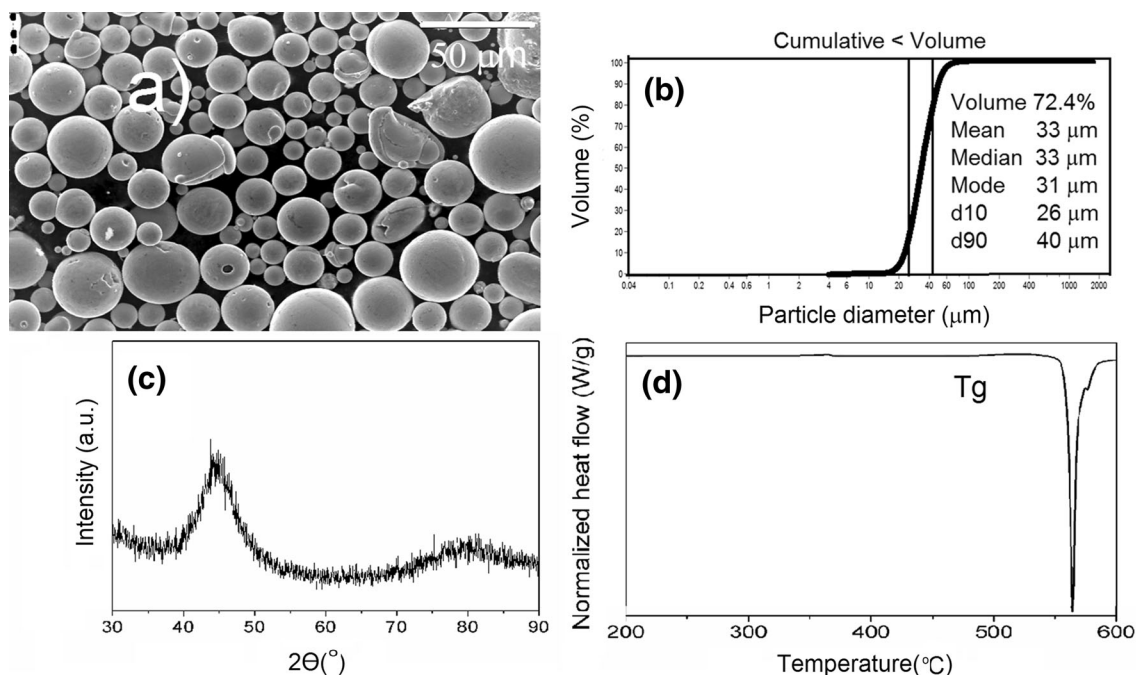 50 µm
a)
Cumulative < Volume
(b)
Volume (%)
100
90
80
70
60
50
40
30
20
10
0
Volume 72.4%
Mean 33 µm
Median 33 µm
Mode 31 µm
d10 26 µm
d90 40 µm
0.04 0.1 0.2 0.4 0.6 1 2 4 6 10 20 40 60 100 200 400 1000 2000
Particle diameter (µm)
(c)
Intensity (a.u.)
30 40 50 60 70 80 90
2Θ(°)
(d)
Tg
Normalized heat flow (W/g)
200 300 400 500 600
Temperature(°C)